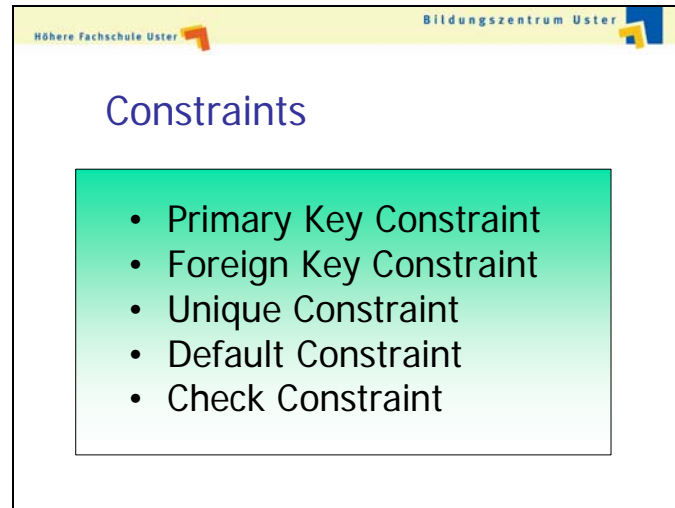 Bildungszentrum Uster
Höhere Fachschule Uster
Constraints
• Primary Key Constraint
• Foreign Key Constraint
• Unique Constraint
• Default Constraint
• Check Constraint